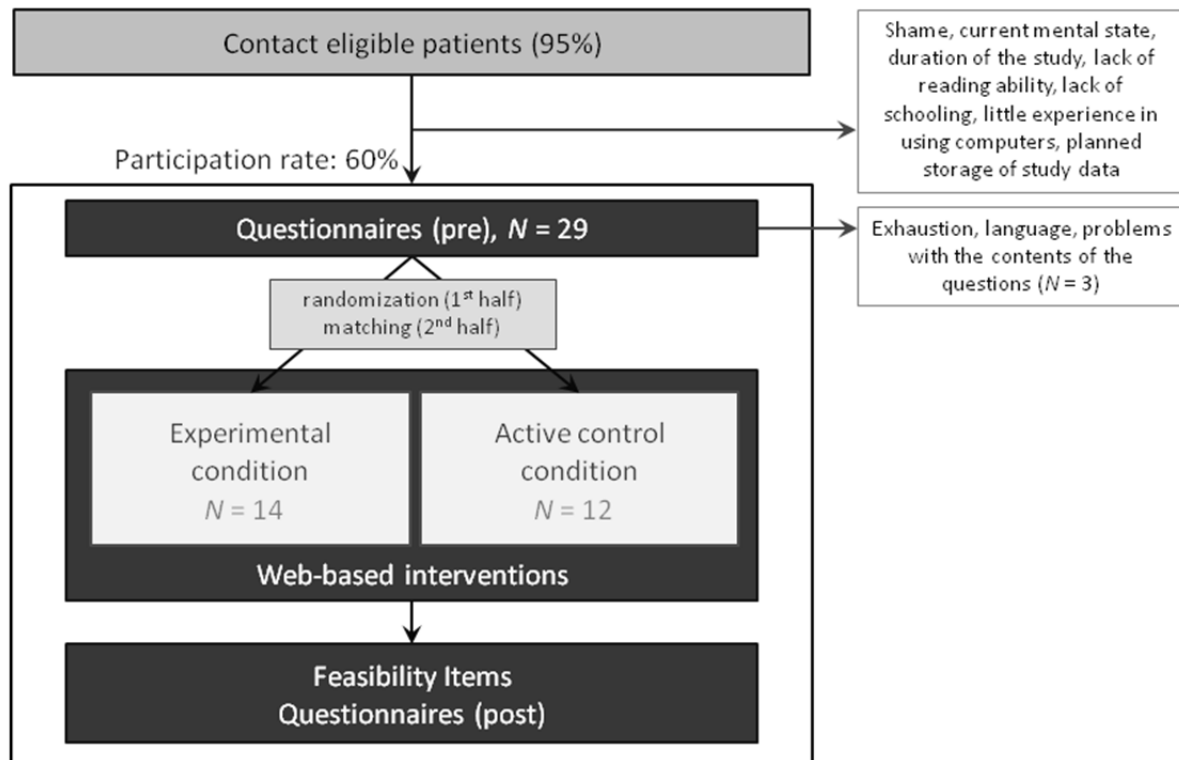 Contact eligible patients (95%)
Shame, current mental state,
duration of the study, lack of
reading ability, lack of
schooling, little experience in
using computers, planned
storage of study data
Participation rate: 60%
Questionnaires (pre), N = 29
Exhaustion, language, problems
with the contents of the
questions (N = 3)
randomization (1st half)
matching (2nd half)
Experimental
condition
N = 14
Active control
condition
N = 12
Web-based interventions
Feasibility Items
Questionnaires (post)